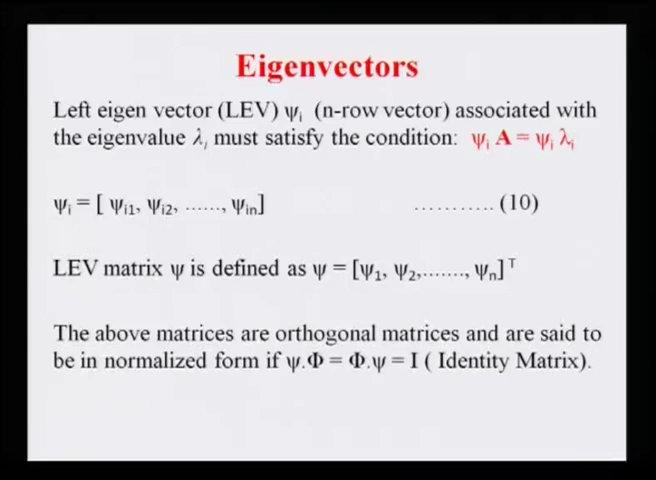 Eigenvectors
Left eigen vector (LEV) ψi (n-row vector) associated with
the eigenvalue λi must satisfy the condition: ψi A = ψi λi
ψi = [ ψi1, ψi2, ......, ψin] .......... (10)
LEV matrix ψ is defined as ψ = [ψ1, ψ2,......., ψn]ᵀ
The above matrices are orthogonal matrices and are said to
be in normalized form if ψ.Φ = Φ.ψ = I ( Identity Matrix).